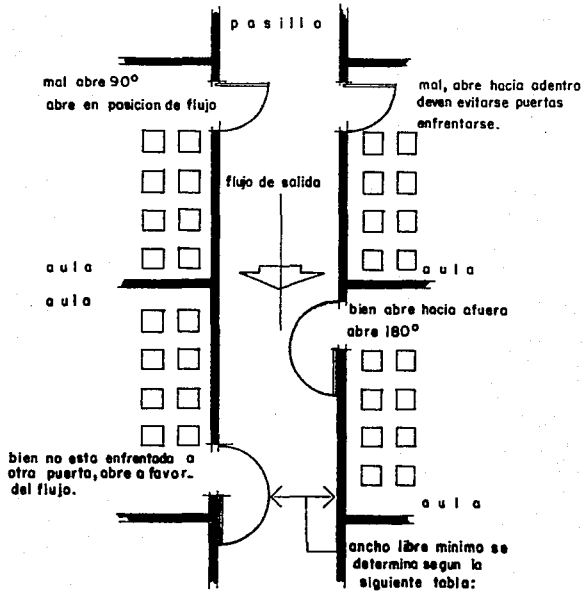 pasillo
mal abre 90°
abre en posicion de flujo
mal, abre hacia adentro
deven evitarse puertas
enfrentarse.
flujo de salida
aula
aula
aula
bien abre hacia afuera
abre 180°
bien no esta enfrentada a
otra puerta, abre a favor_
del flujo.
aula
ancho libre minimo se
determina segun la
siguiente tabla: